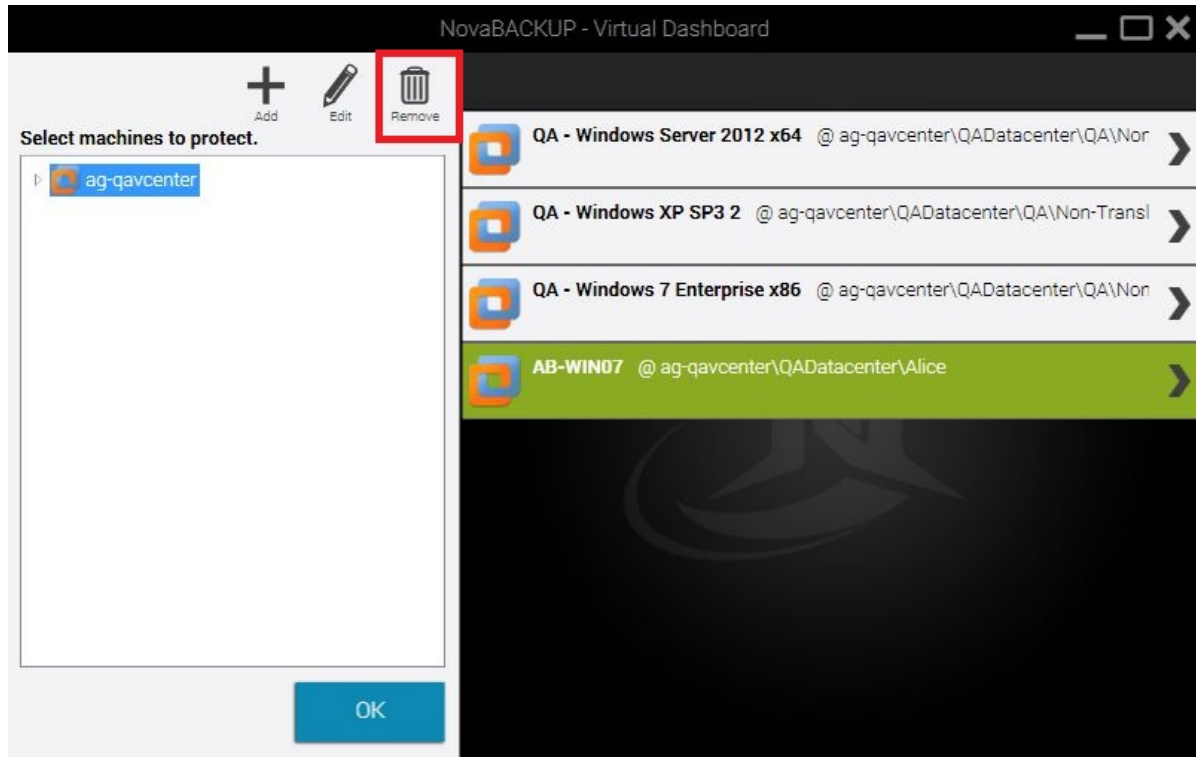 NovaBACKUP - Virtual Dashboard
Add
Edit
Remove
Select machines to protect.
ag-qavcenter
OK
QA - Windows Server 2012 x64 @ ag-qavcenter\QADatacenter\QA\Non
QA - Windows XP SP3 2 @ ag-qavcenter\QADatacenter\QA\Non-Transl
QA - Windows 7 Enterprise x86 @ ag-qavcenter\QADatacenter\QA\Non
AB-WIN07 @ ag-qavcenter\QADatacenter\Alice